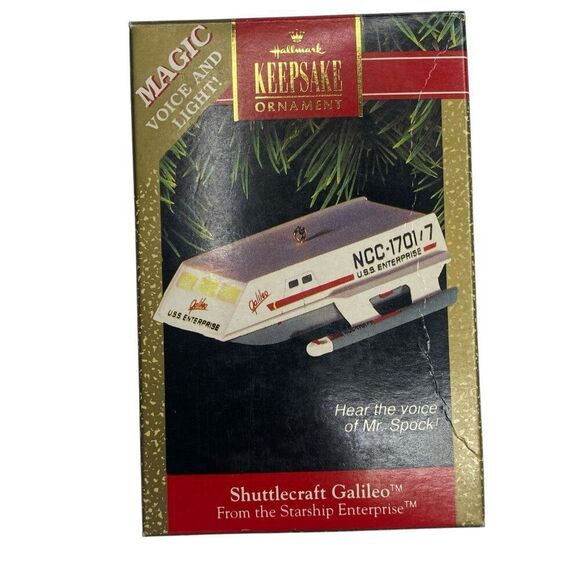 MAGIC
VOICE AND
LIGHT!
Hallmark
KEEPSAKE
ORNAMENT
NCC-1701/7
U.S.S. ENTERPRISE
Galileo
Galileo
U.S.S. ENTERPRISE
Hear the voice
of Mr. Spock!
Shuttlecraft Galileo™
From the Starship Enterprise™